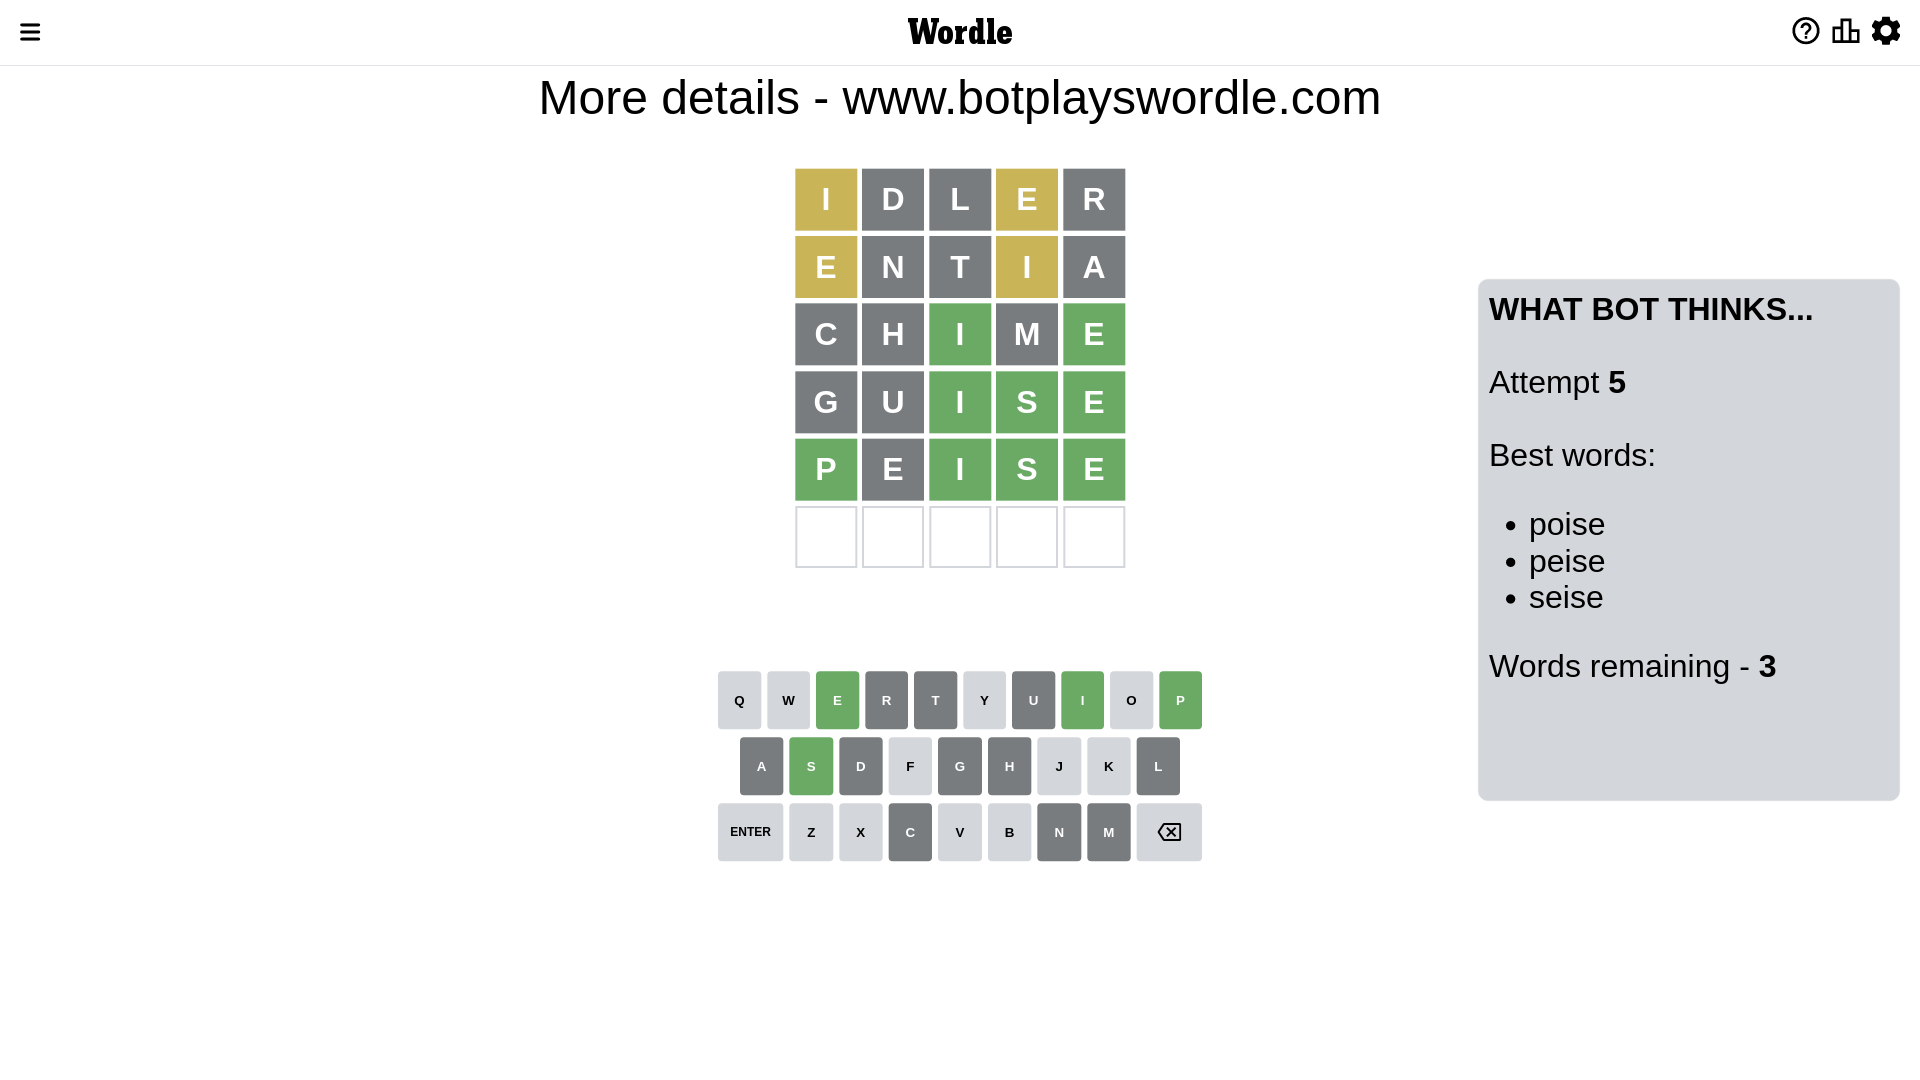 Wordle
More details - www.botplayswordle.com
I D L E R
E N T I A
C H I M E
G U I S E
P E I S E
WHAT BOT THINKS...
Attempt 5
Best words:
• poise
• peise
• seise
Words remaining - 3
Q W E R T Y U I O P
A S D F G H J K L
ENTER Z X C V B N M